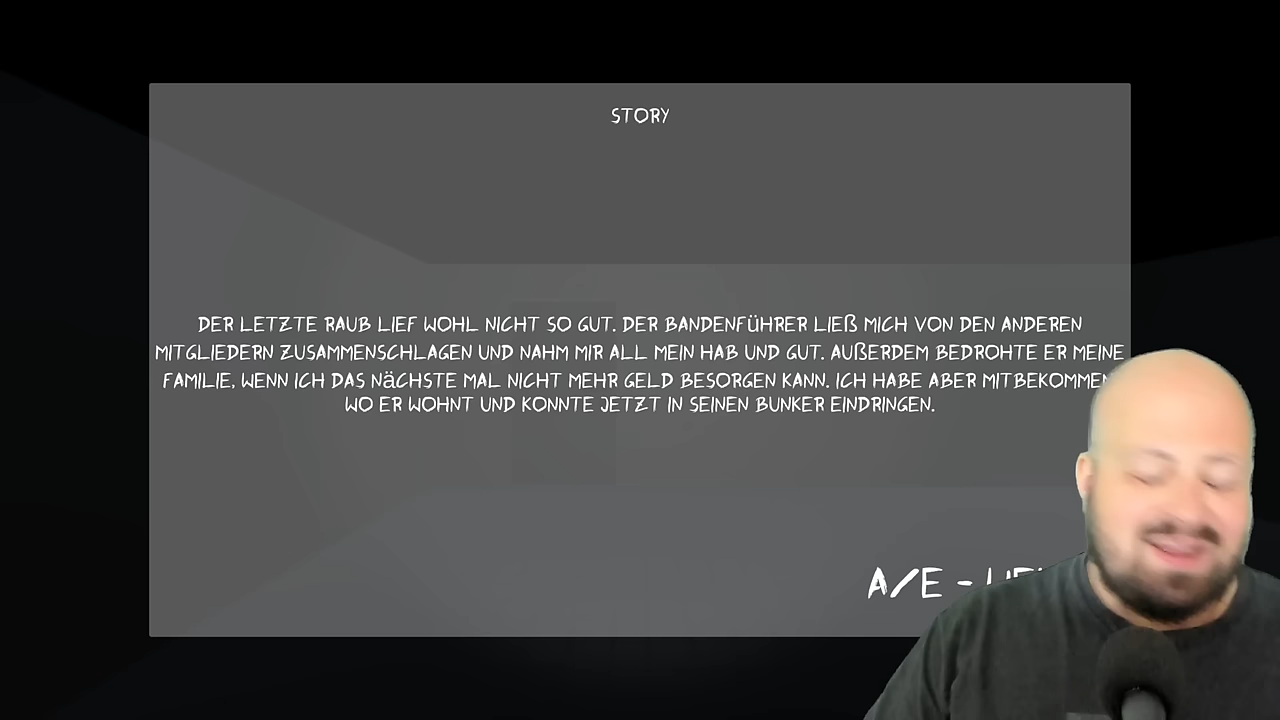 STORY
DER LETZTE RAUB LIEF WOHL NICHT SO GUT. DER BANDENFÜHRER LIEß MICH VON DEN ANDEREN
MITGLIEDERN ZUSAMMENSCHLAGEN UND NAHM MIR ALL MEIN HAB UND GUT. AUßERDEM BEDROHTE ER MEINE
FAMILIE, WENN ICH DAS NÄCHSTE MAL NICHT MEHR GELD BESORGEN KANN. ICH HABE ABER MITBEKOMMEN
WO ER WOHNT UND KONNTE JETZT IN SEINEN BUNKER EINDRINGEN.
A/E -